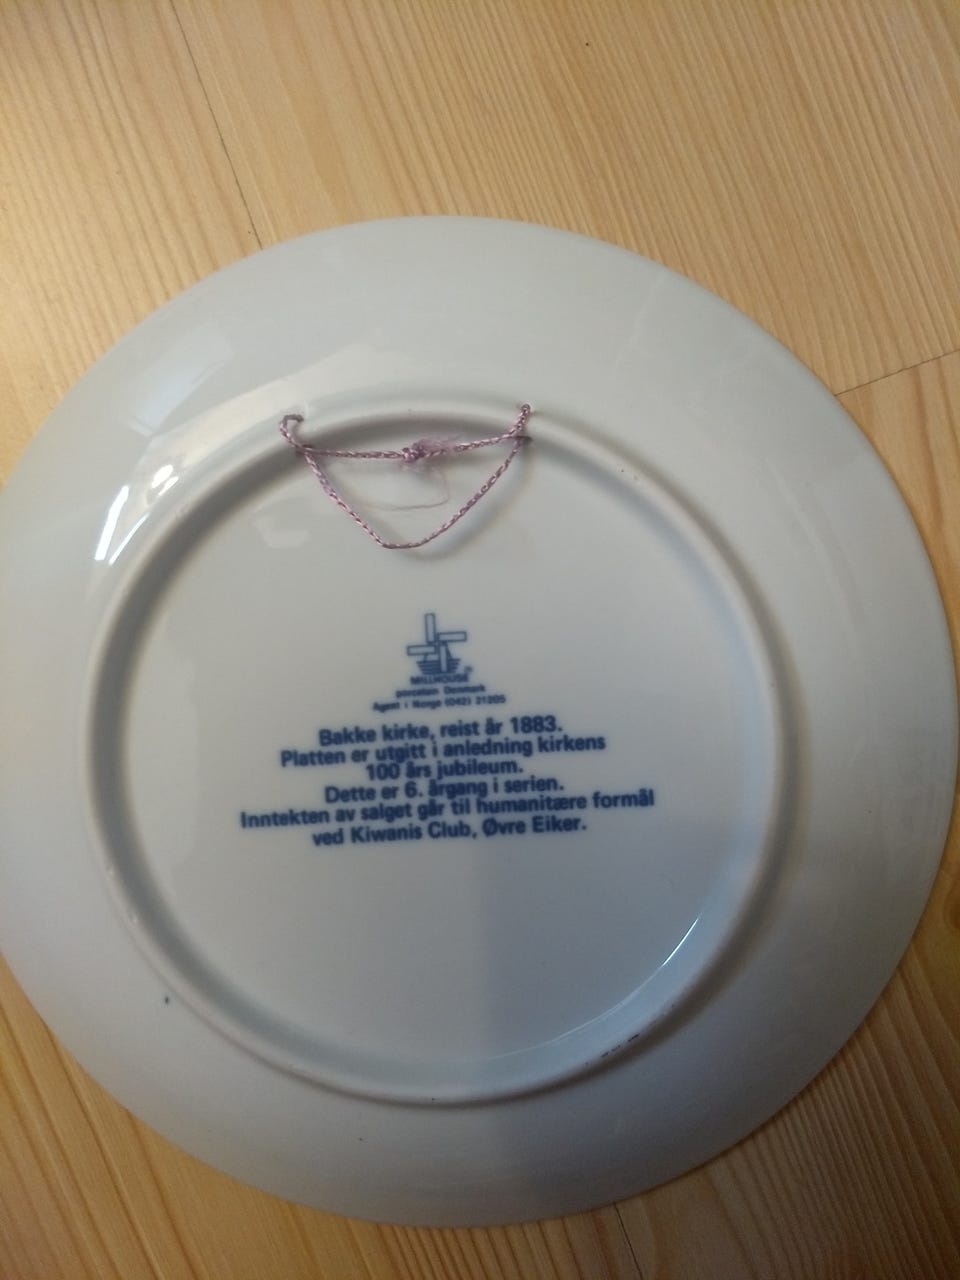 MILLHOUSE
porcelain Denmark
Agent i Norge (042) 21205
Bakke kirke, reist år 1883.
Platten er utgitt i anledning kirkens
100 års jubileum.
Dette er 6. årgang i serien.
Inntekten av salget går til humanitære formål
ved Kiwanis Club, Øvre Eiker.